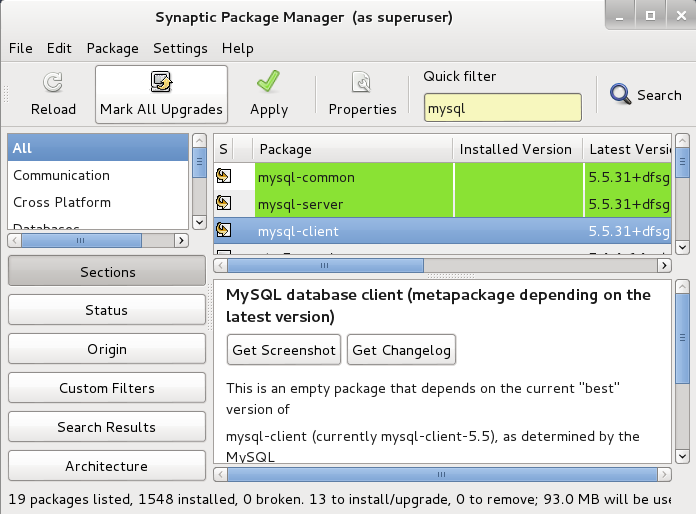 Synaptic Package Manager (as superuser)
File Edit Package Settings Help
Reload
Mark All Upgrades
Apply
Properties
Quick filter
mysql
Search
All
Communication
Cross Platform
Databases
Sections
Status
Origin
Custom Filters
Search Results
Architecture
S Package Installed Version Latest Versi
mysql-common 5.5.31+dfsg
mysql-server 5.5.31+dfsg
mysql-client 5.5.31+dfsg
MySQL database client (metapackage depending on the
latest version)
Get Screenshot Get Changelog
This is an empty package that depends on the current "best"
version of
mysql-client (currently mysql-client-5.5), as determined by the
MySQL
19 packages listed, 1548 installed, 0 broken. 13 to install/upgrade, 0 to remove; 93.0 MB will be use